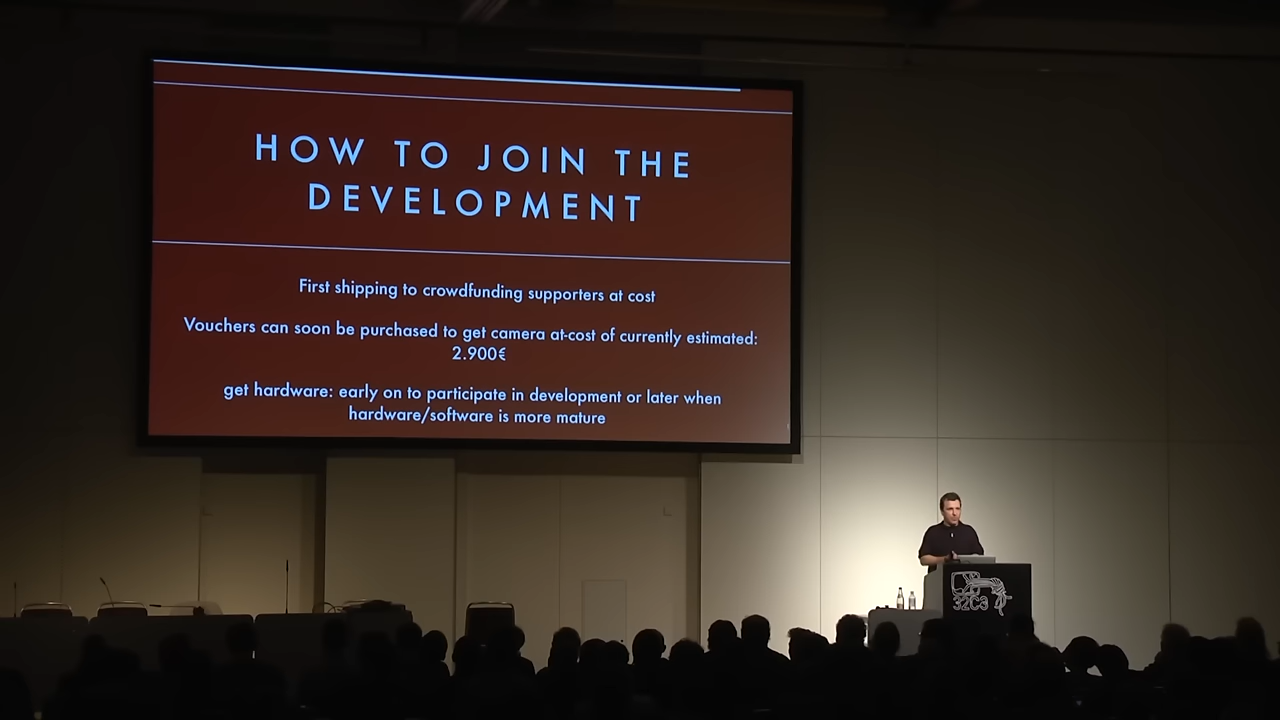 HOW TO JOIN THE
DEVELOPMENT
First shipping to crowdfunding supporters at cost
Vouchers can soon be purchased to get camera at-cost of currently estimated:
2.900€
get hardware: early on to participate in development or later when
hardware/software is more mature
32C3